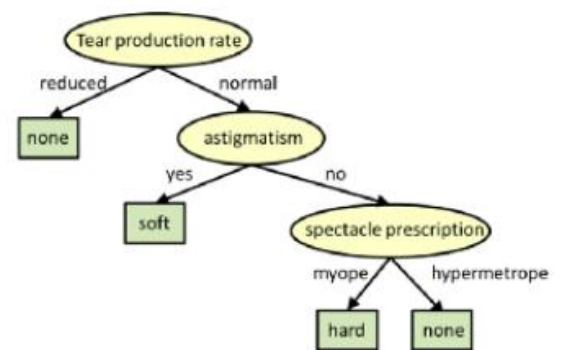 Tear production rate
reduced
normal
none
astigmatism
yes
no
soft
spectacle prescription
myope
hypermetrope
hard
none